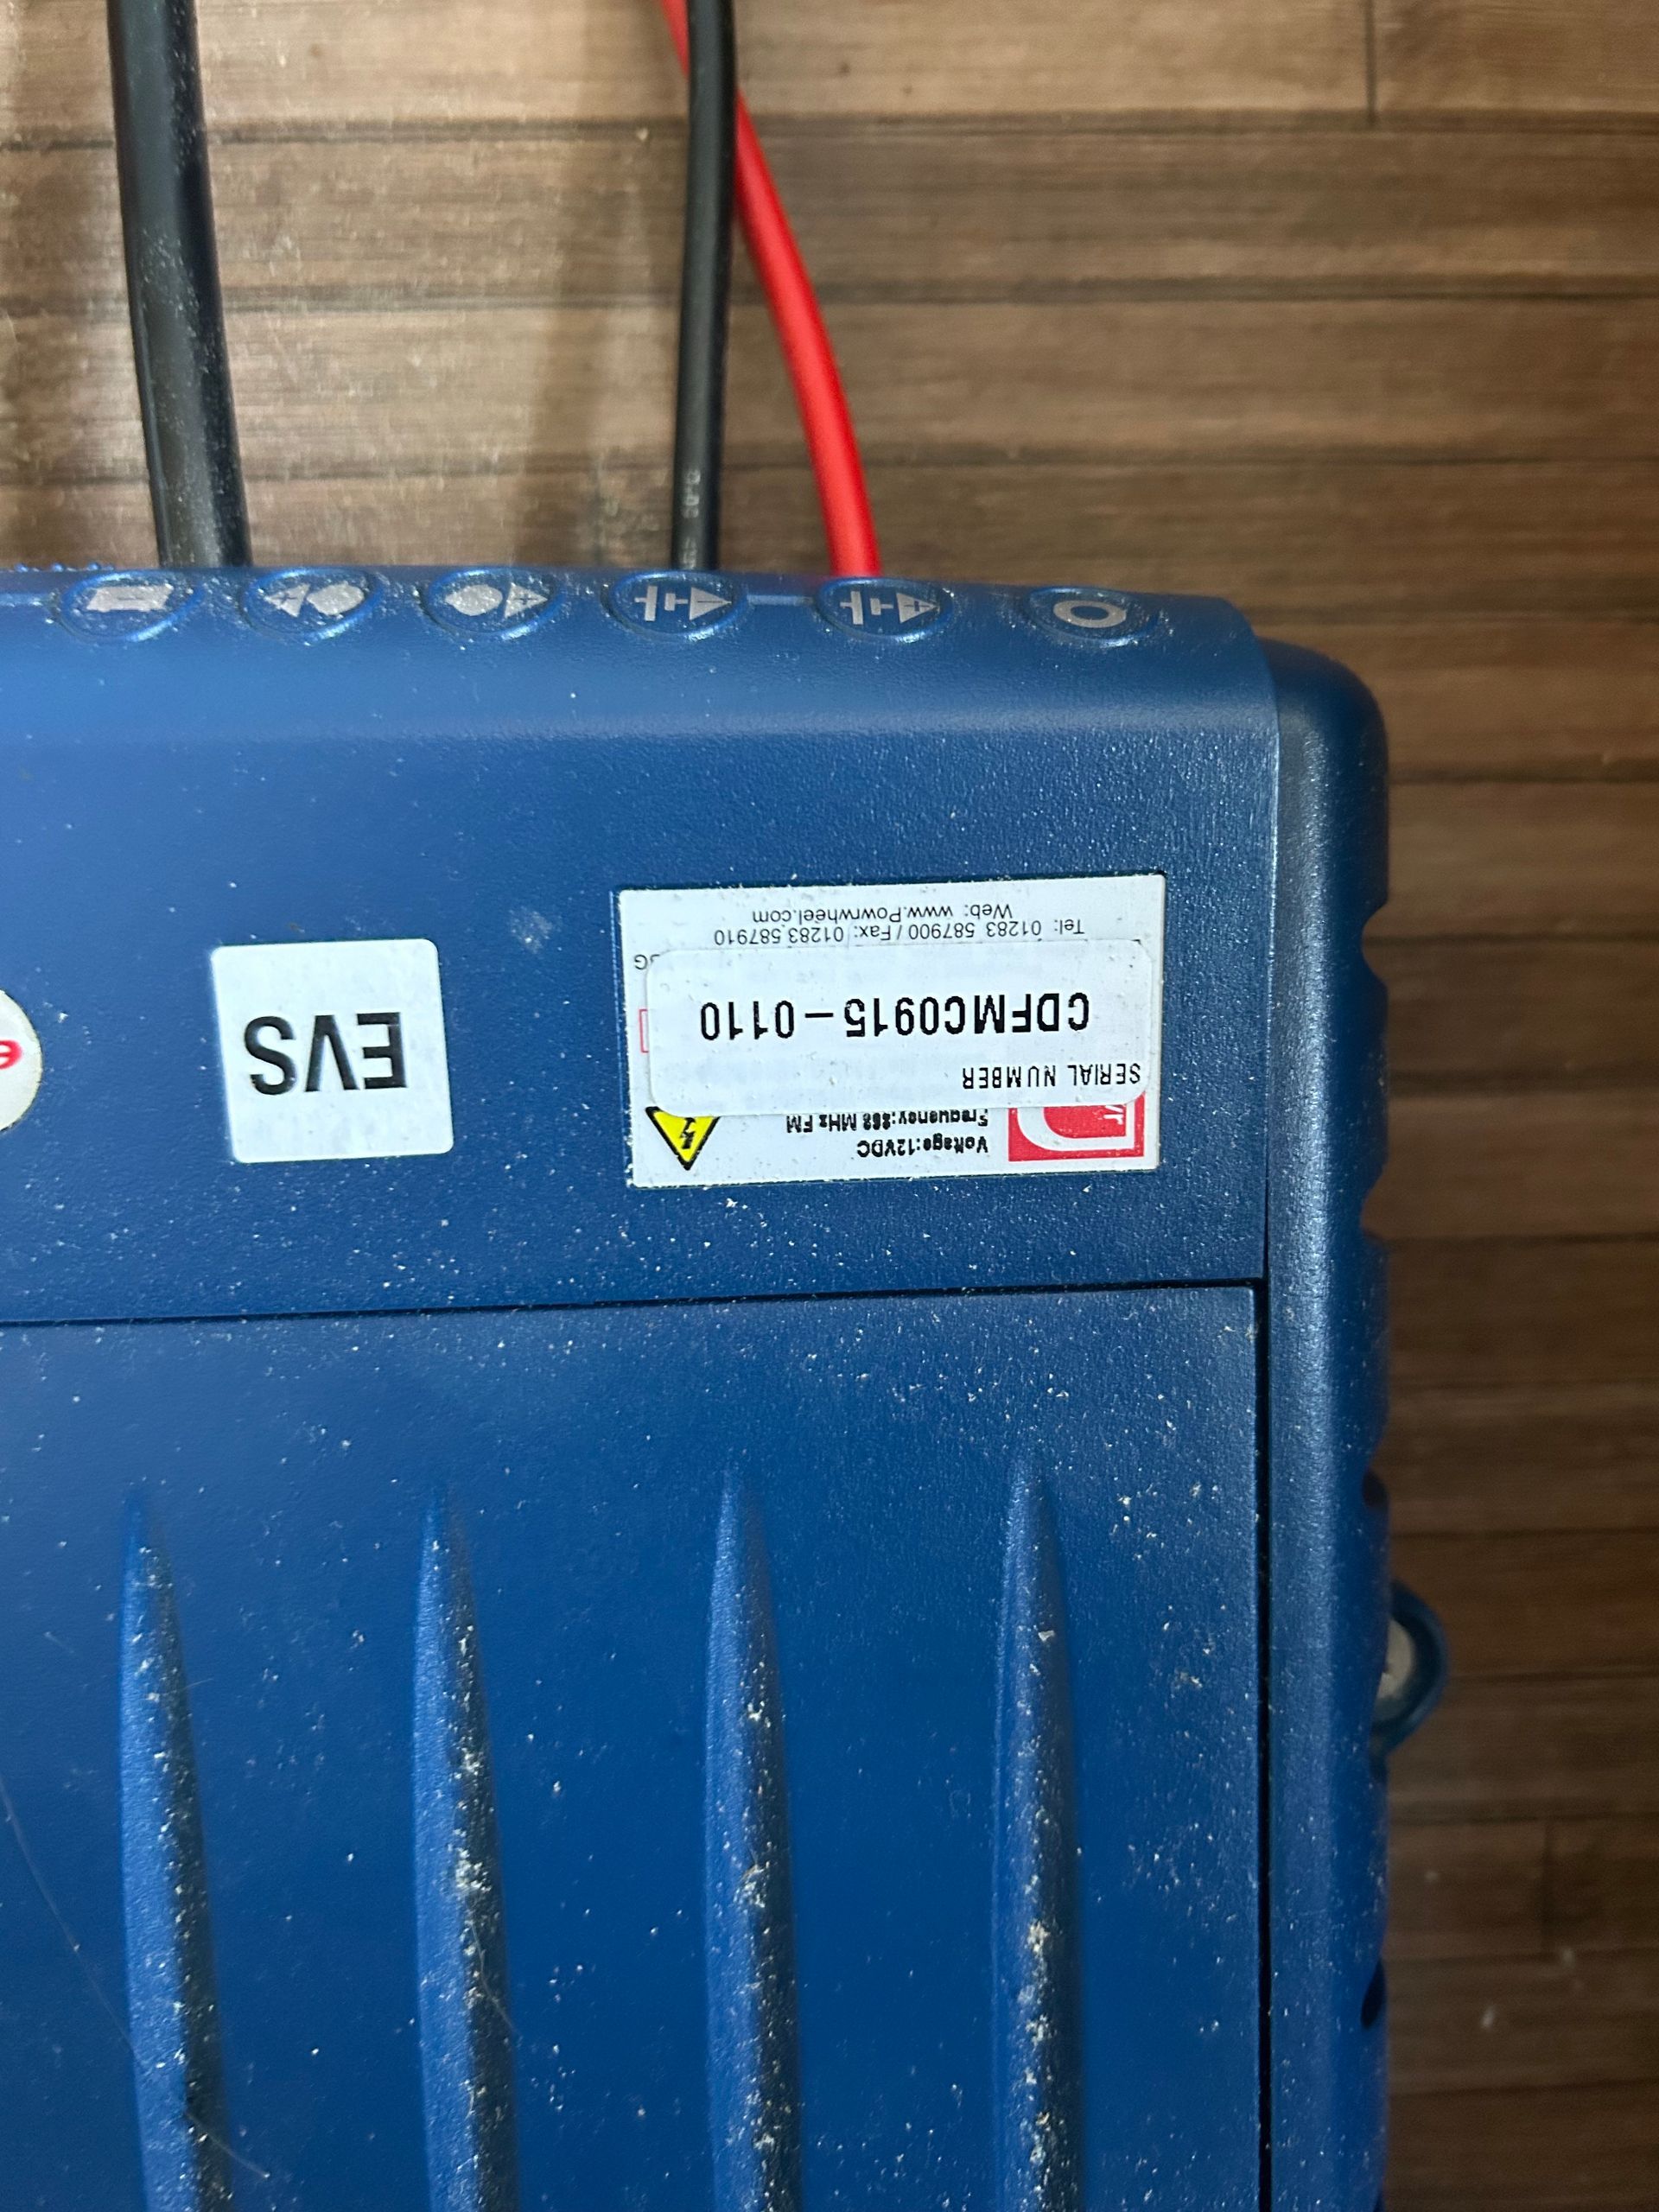 EVS
Voltage:12VDC
Frequency:868 MHz FM
SERIAL NUMBER
CDFMC0915-0110
Tel: 01283 587900 / Fax: 01283 587910
Web: www.Powrwheel.com